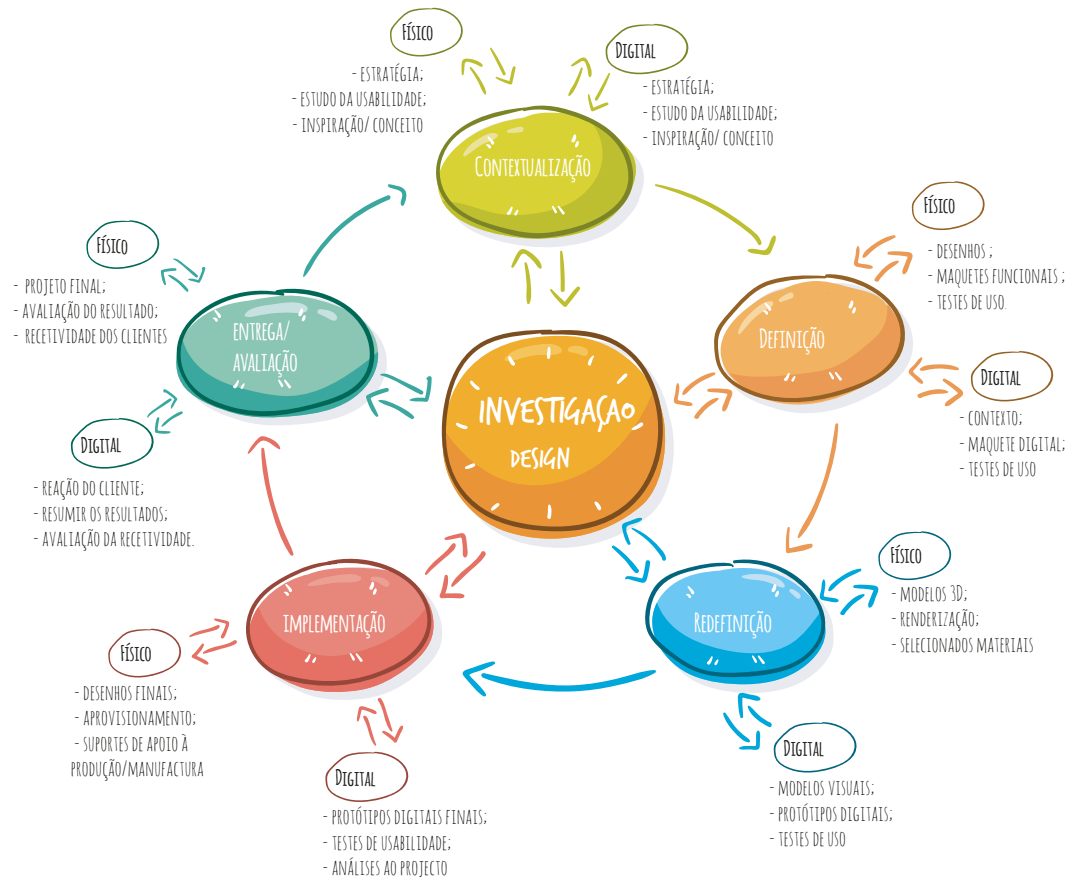 Físico
- estratégia;
- estudo da usabilidade;
- inspiração/ conceito
Digital
- estratégia;
- estudo da usabilidade;
- inspiração/ conceito
Contextualização
Físico
- desenhos ;
- maquetes funcionais ;
- testes de uso.
Definição
Digital
- contexto;
- maquete digital;
- testes de uso
Físico
- projeto final;
- avaliação do resultado;
- recetividade dos clientes
entrega/
avaliação
Digital
- reação do cliente;
- resumir os resultados;
- avaliação da recetividade.
INVESTIGAÇAO
DESIGN
Físico
- modelos 3D;
- renderização;
- selecionados materiais
Redefinição
Digital
- modelos visuais;
- protótipos digitais;
- testes de uso
implementação
Físico
- desenhos finais;
- aprovisionamento;
- suportes de apoio à
produção/manufactura
Digital
- protótipos digitais finais;
- testes de usabilidade;
- análises ao projecto